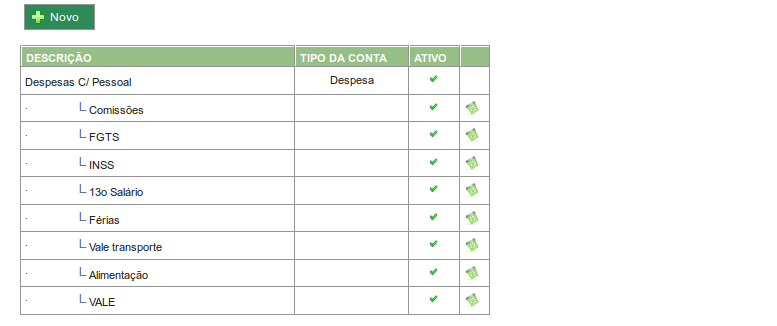 Novo
DESCRIÇÃO TIPO DA CONTA ATIVO
Despesas C/ Pessoal Despesa
. Comissões
. FGTS
. INSS
. 13o Salário
. Férias
. Vale transporte
. Alimentação
. VALE